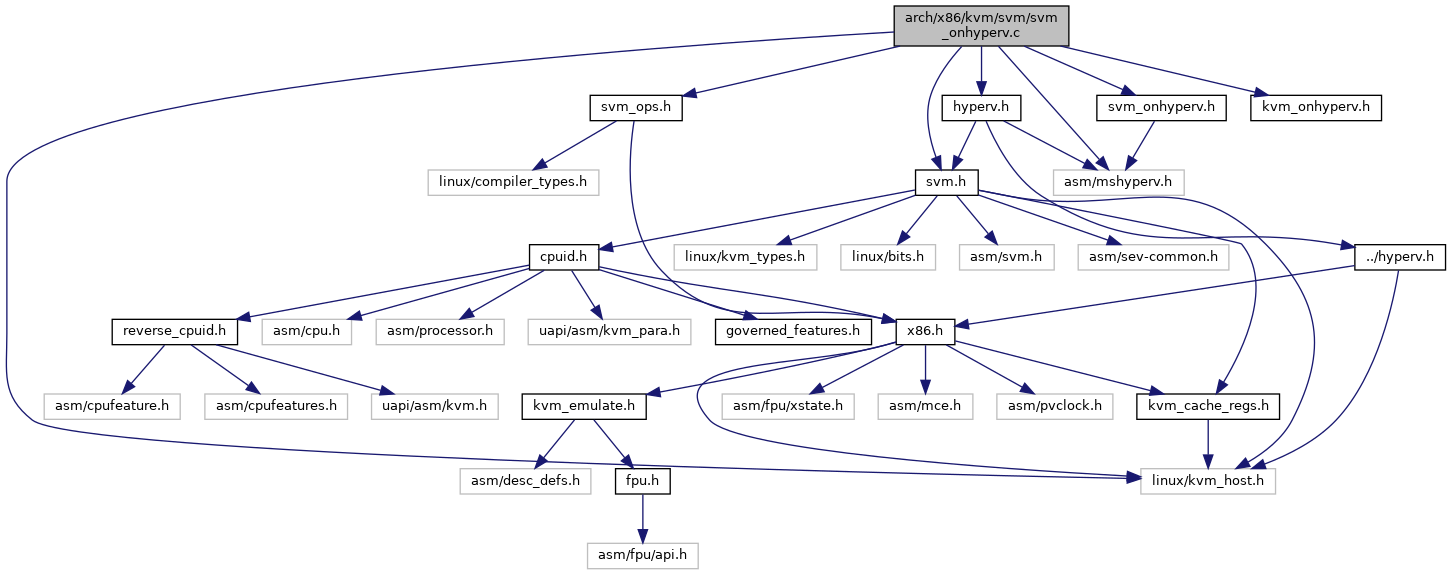 arch/x86/kvm/svm/svm
_onhyperv.c
svm_ops.h
hyperv.h
svm_onhyperv.h
kvm_onhyperv.h
linux/compiler_types.h
svm.h
asm/mshyperv.h
cpuid.h
linux/kvm_types.h
linux/bits.h
asm/svm.h
asm/sev-common.h
../hyperv.h
reverse_cpuid.h
asm/cpu.h
asm/processor.h
uapi/asm/kvm_para.h
governed_features.h
x86.h
asm/cpufeature.h
asm/cpufeatures.h
uapi/asm/kvm.h
kvm_emulate.h
asm/fpu/xstate.h
asm/mce.h
asm/pvclock.h
kvm_cache_regs.h
asm/desc_defs.h
fpu.h
linux/kvm_host.h
asm/fpu/api.h